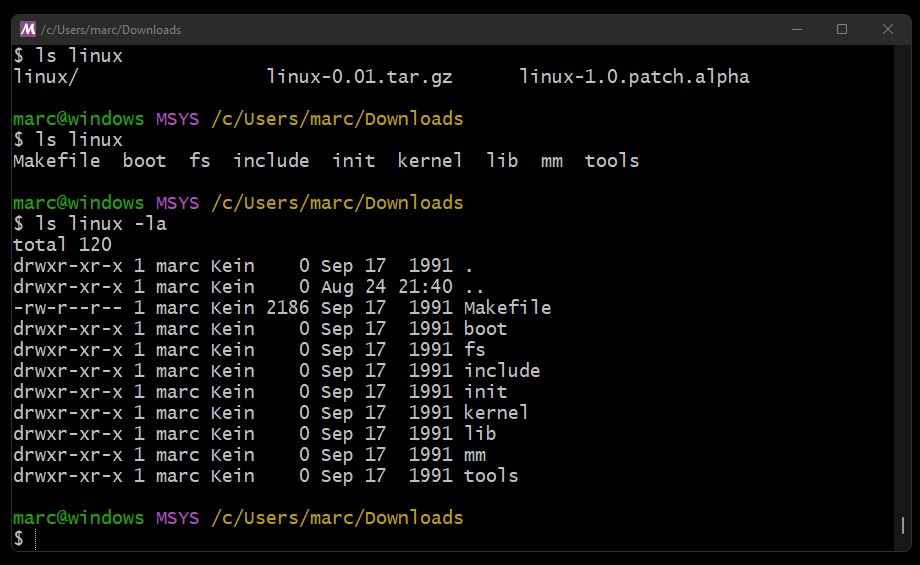 M /c/Users/marc/Downloads
$ ls linux
linux/                 linux-0.01.tar.gz      linux-1.0.patch.alpha
marc@windows MSYS /c/Users/marc/Downloads
$ ls linux
Makefile  boot  fs  include  init  kernel  lib  mm  tools
marc@windows MSYS /c/Users/marc/Downloads
$ ls linux -la
total 120
drwxr-xr-x 1 marc Kein    0 Sep 17  1991 .
drwxr-xr-x 1 marc Kein    0 Aug 24 21:40 ..
-rw-r--r-- 1 marc Kein 2186 Sep 17  1991 Makefile
drwxr-xr-x 1 marc Kein    0 Sep 17  1991 boot
drwxr-xr-x 1 marc Kein    0 Sep 17  1991 fs
drwxr-xr-x 1 marc Kein    0 Sep 17  1991 include
drwxr-xr-x 1 marc Kein    0 Sep 17  1991 init
drwxr-xr-x 1 marc Kein    0 Sep 17  1991 kernel
drwxr-xr-x 1 marc Kein    0 Sep 17  1991 lib
drwxr-xr-x 1 marc Kein    0 Sep 17  1991 mm
drwxr-xr-x 1 marc Kein    0 Sep 17  1991 tools
marc@windows MSYS /c/Users/marc/Downloads
$